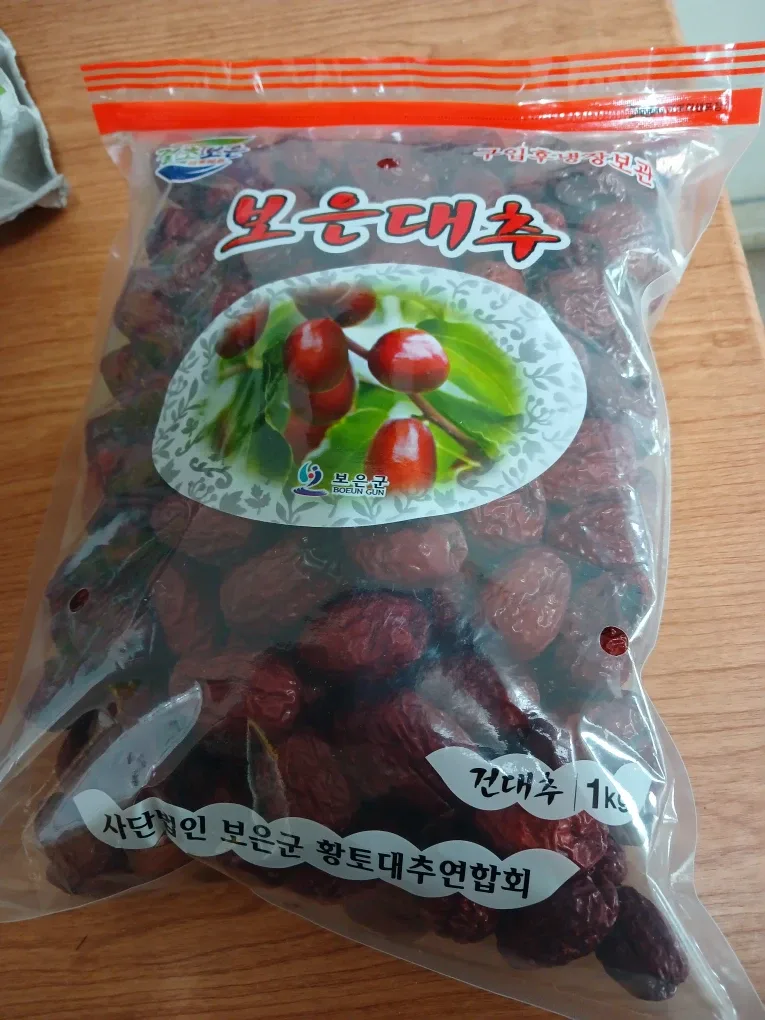 구입후 냉장보관
보은대추
보은군
BOEUN GUN
건대추 1kg
사단법인 보은군 황토대추연합회